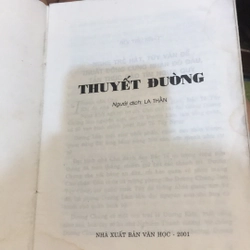 THUYẾT ĐƯỜNG
Người dịch: LA THẦN
NHÀ XUẤT BẢN VĂN HỌC - 2001